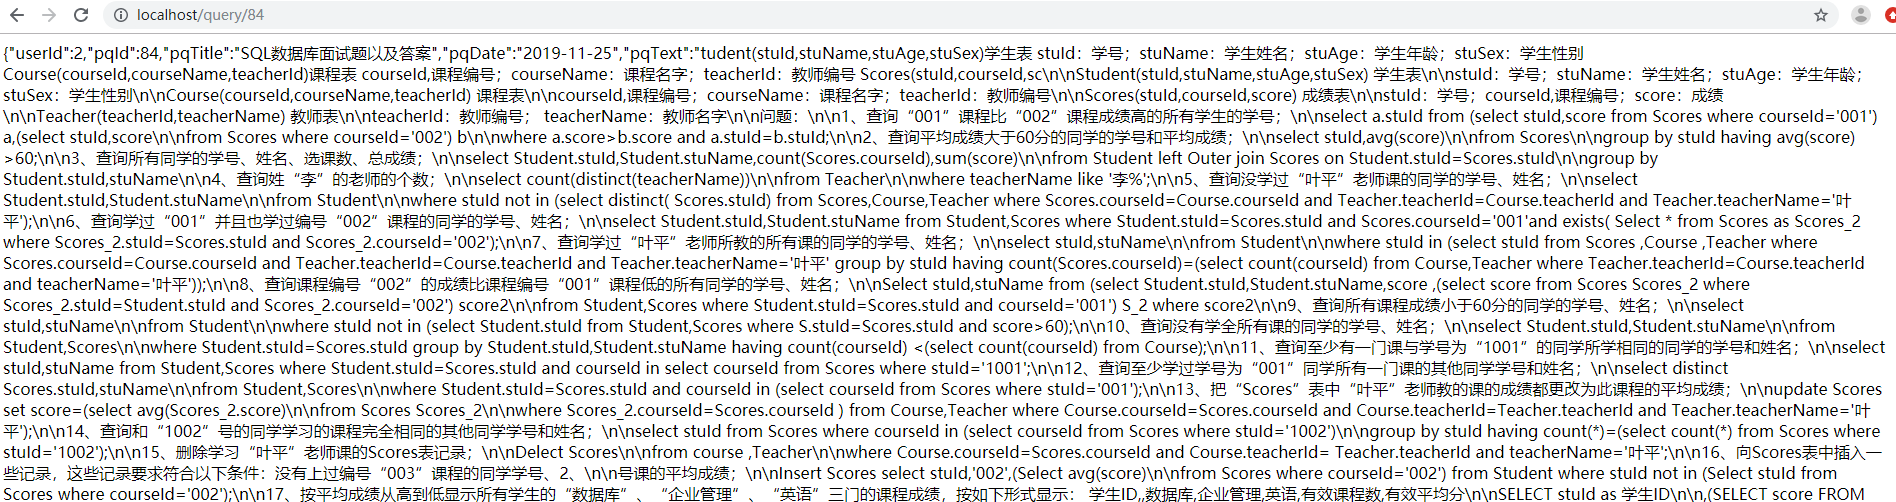 localhost/query/84
{"userId":2,"pqId":84,"pqTitle":"SQL数据库面试题以及答案","pqDate":"2019-11-25","pqText":"tudent(stuId,stuName,stuAge,stuSex)学生表 stuId：学号；stuName：学生姓名；stuAge：学生年龄；stuSex：学生性别
Course(courseId,courseName,teacherId)课程表 courseId,课程编号；courseName：课程名字；teacherId：教师编号 Scores(stuId,courseId,sc\n\nStudent(stuId,stuName,stuAge,stuSex) 学生表\n\nstuId：学号；stuName：学生姓名；stuAge：学生年龄；
stuSex：学生性别\n\nCourse(courseId,courseName,teacherId) 课程表\n\ncourseId,课程编号；courseName：课程名字；teacherId：教师编号\n\nScores(stuId,courseId,score) 成绩表\n\nstuId：学号；courseId,课程编号；score：成绩
\n\nTeacher(teacherId,teacherName) 教师表\n\nteacherId：教师编号； teacherName：教师名字\n\n问题：\n\n1、查询“001”课程比“002”课程成绩高的所有学生的学号；\n\nselect a.stuId from (select stuId,score from Scores where courseId='001')
a,(select stuId,score\n\nfrom Scores where courseId='002') b\n\nwhere a.score>b.score and a.stuId=b.stuId;\n\n2、查询平均成绩大于60分的同学的学号和平均成绩；\n\nselect stuId,avg(score)\n\nfrom Scores\n\ngroup by stuId having avg(score)
>60;\n\n3、查询所有同学的学号、姓名、选课数、总成绩；\n\nselect Student.stuId,Student.stuName,count(Scores.courseId),sum(score)\n\nfrom Student left Outer join Scores on Student.stuId=Scores.stuId\n\ngroup by
Student.stuId,stuName\n\n4、查询姓“李”的老师的个数；\n\nselect count(distinct(teacherName))\n\nfrom Teacher\n\nwhere teacherName like '李%';\n\n5、查询没学过“叶平”老师课的同学的学号、姓名；\n\nselect
Student.stuId,Student.stuName\n\nfrom Student\n\nwhere stuId not in (select distinct( Scores.stuId) from Scores,Course,Teacher where Scores.courseId=Course.courseId and Teacher.teacherId=Course.teacherId and Teacher.teacherName='叶
平');\n\n6、查询学过“001”并且也学过编号“002”课程的同学的学号、姓名；\n\nselect Student.stuId,Student.stuName from Student,Scores where Student.stuId=Scores.stuId and Scores.courseId='001'and exists( Select * from Scores as Scores_2
where Scores_2.stuId=Scores.stuId and Scores_2.courseId='002');\n\n7、查询学过“叶平”老师所教的所有课的同学的学号、姓名；\n\nselect stuId,stuName\n\nfrom Student\n\nwhere stuId in (select stuId from Scores ,Course ,Teacher where
Scores.courseId=Course.courseId and Teacher.teacherId=Course.teacherId and Teacher.teacherName='叶平' group by stuId having count(Scores.courseId)=(select count(courseId) from Course,Teacher where Teacher.teacherId=Course.teacherId
and teacherName='叶平'));\n\n8、查询课程编号“002”的成绩比课程编号“001”课程低的所有同学的学号、姓名；\n\nSelect stuId,stuName from (select Student.stuId,Student.stuName,score ,(select score from Scores Scores_2 where
Scores_2.stuId=Student.stuId and Scores_2.courseId='002') score2\n\nfrom Student,Scores where Student.stuId=Scores.stuId and courseId='001') S_2 where score2\n\n9、查询所有课程成绩小于60分的同学的学号、姓名；\n\nselect
stuId,stuName\n\nfrom Student\n\nwhere stuId not in (select Student.stuId from Student,Scores where S.stuId=Scores.stuId and score>60);\n\n10、查询没有学全所有课的同学的学号、姓名；\n\nselect Student.stuId,Student.stuName\n\nfrom
Student,Scores\n\nwhere Student.stuId=Scores.stuId group by Student.stuId,Student.stuName having count(courseId) <(select count(courseId) from Course);\n\n11、查询至少有一门课与学号为“1001”的同学所学相同的同学的学号和姓名；\n\nselect
stuId,stuName from Student,Scores where Student.stuId=Scores.stuId and courseId in select courseId from Scores where stuId='1001';\n\n12、查询至少学过学号为“001”同学所有一门课的其他同学学号和姓名；\n\nselect distinct
Scores.stuId,stuName\n\nfrom Student,Scores\n\nwhere Student.stuId=Scores.stuId and courseId in (select courseId from Scores where stuId='001');\n\n13、把“Scores”表中“叶平”老师教的课的成绩都更改为此课程的平均成绩；\n\nupdate Scores
set score=(select avg(Scores_2.score)\n\nfrom Scores Scores_2\n\nwhere Scores_2.courseId=Scores.courseId ) from Course,Teacher where Course.courseId=Scores.courseId and Course.teacherId=Teacher.teacherId and Teacher.teacherName='叶
平');\n\n14、查询和“1002”号的同学学习的课程完全相同的其他同学学号和姓名；\n\nselect stuId from Scores where courseId in (select courseId from Scores where stuId='1002')\n\ngroup by stuId having count(*)=(select count(*) from Scores where
stuId='1002');\n\n15、删除学习“叶平”老师课的Scores表记录；\n\nDelect Scores\n\nfrom course ,Teacher\n\nwhere Course.courseId=Scores.courseId and Course.teacherId= Teacher.teacherId and teacherName='叶平';\n\n16、向Scores表中插入一
些记录，这些记录要求符合以下条件：没有上过编号“003”课程的同学学号、2、\n\n号课的平均成绩；\n\nInsert Scores select stuId,'002',(Select avg(score)\n\nfrom Scores where courseId='002') from Student where stuId not in (Select stuId from
Scores where courseId='002');\n\n17、按平均成绩从高到低显示所有学生的“数据库”、“企业管理”、“英语”三门的课程成绩，按如下形式显示： 学生ID,,数据库,企业管理,英语,有效课程数,有效平均分\n\nSELECT stuId as 学生ID\n\n,(SELECT score FROM